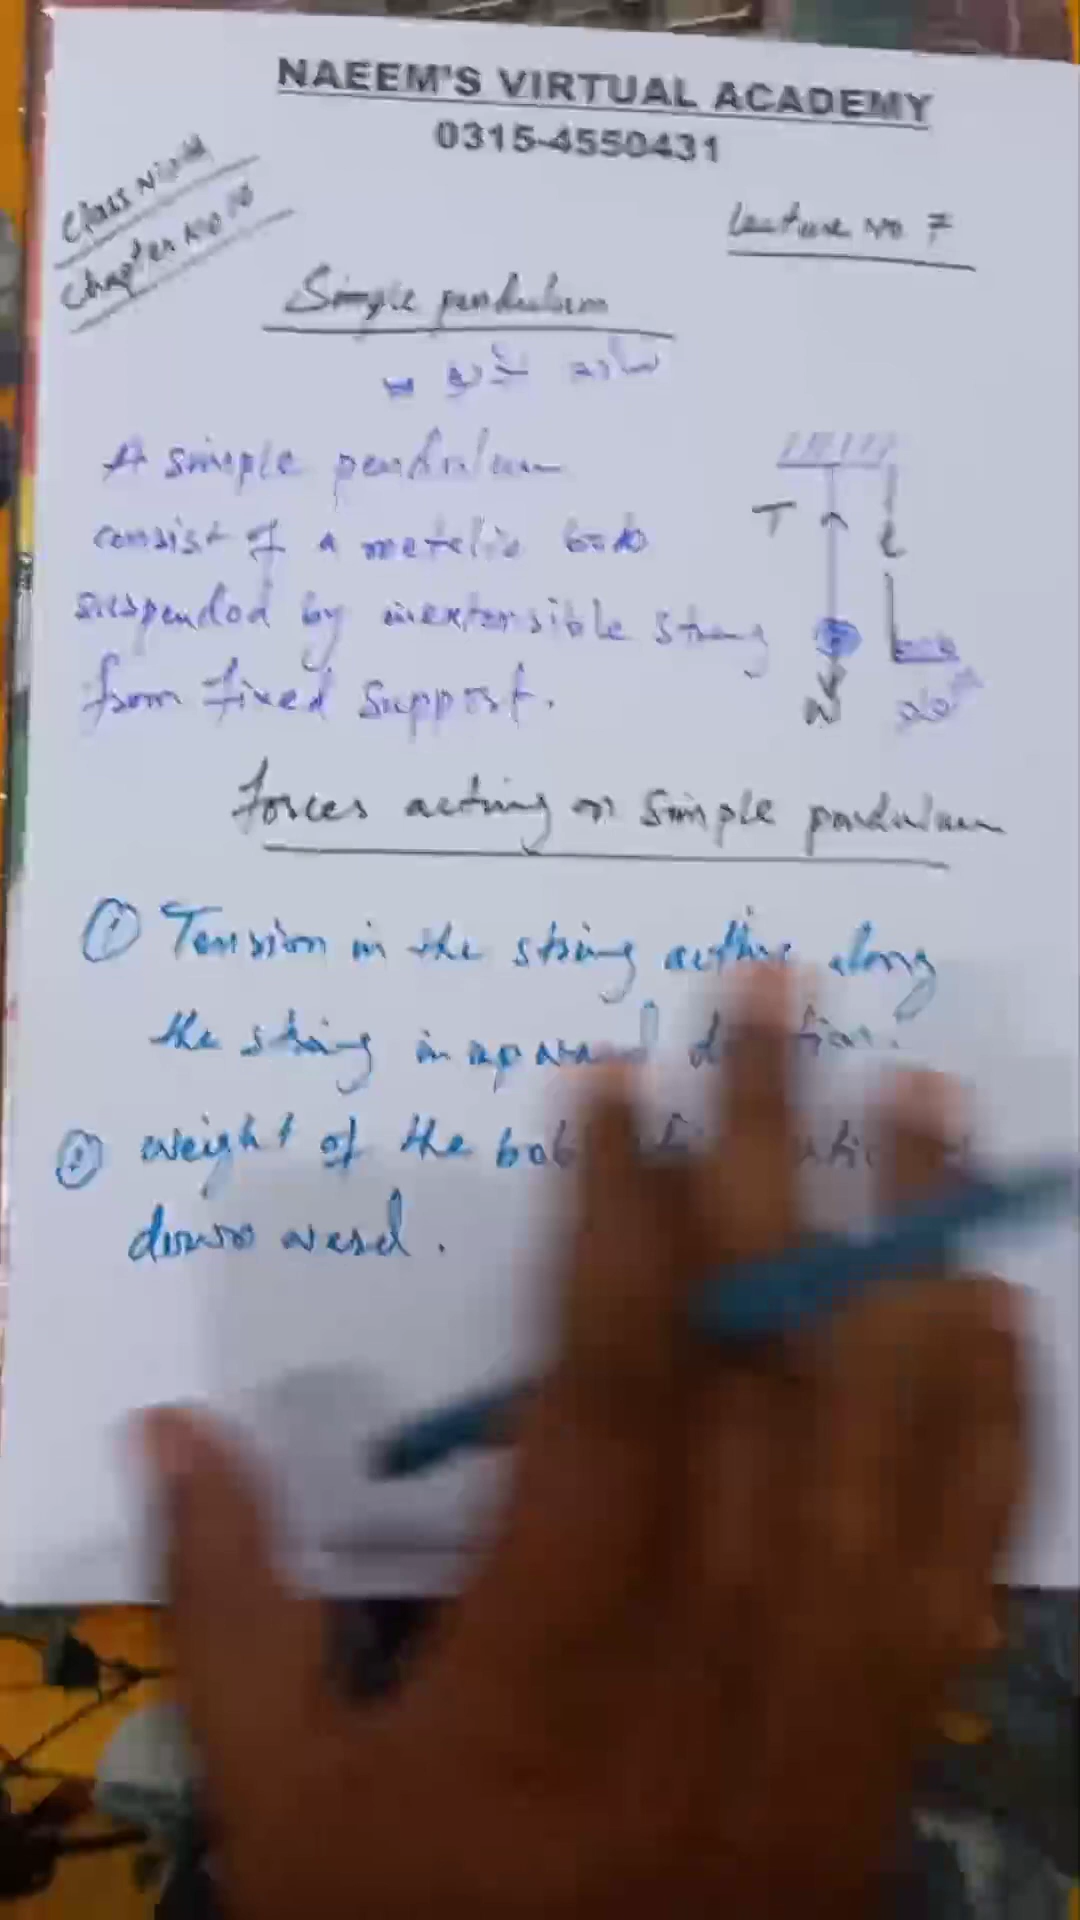 NAEEM'S VIRTUAL ACADEMY
0315-4550431
Class
Chapter No 10
Lecture No 7
Simple pendulum
A simple pendulum
consist of a metelic bob
T
l
suspended by inextensible string
from fixed support.
W
Forces acting on simple pendulum
① Tension in the string acting along
the string in upward
② weight of the bob
downward.